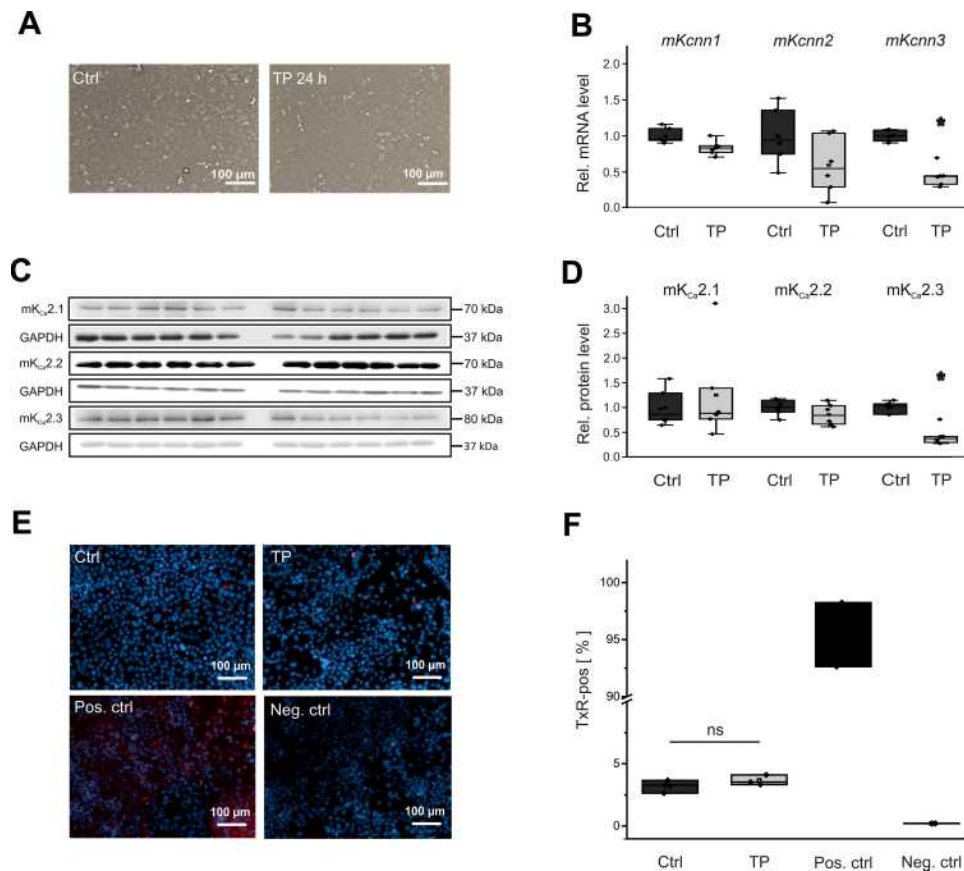 A
Ctrl
100 µm
TP 24 h
100 µm
B
mKcnn1 mKcnn2 mKcnn3
Rel. mRNA level
2.0
1.5
1.0
0.5
0.0
*
Ctrl TP Ctrl TP Ctrl TP
C
mKCa2.1 70 kDa
GAPDH 37 kDa
mKCa2.2 70 kDa
GAPDH 37 kDa
mKCa2.3 80 kDa
GAPDH 37 kDa
D
mKCa2.1 mKCa2.2 mKCa2.3
Rel. protein level
3.0
2.5
2.0
1.5
1.0
0.5
0.0
*
Ctrl TP Ctrl TP Ctrl TP
E
Ctrl
100 µm
TP
100 µm
Pos. ctrl
100 µm
Neg. ctrl
100 µm
F
TxR-pos [ % ]
100
95
90
5
0
ns
Ctrl TP Pos. ctrl Neg. ctrl